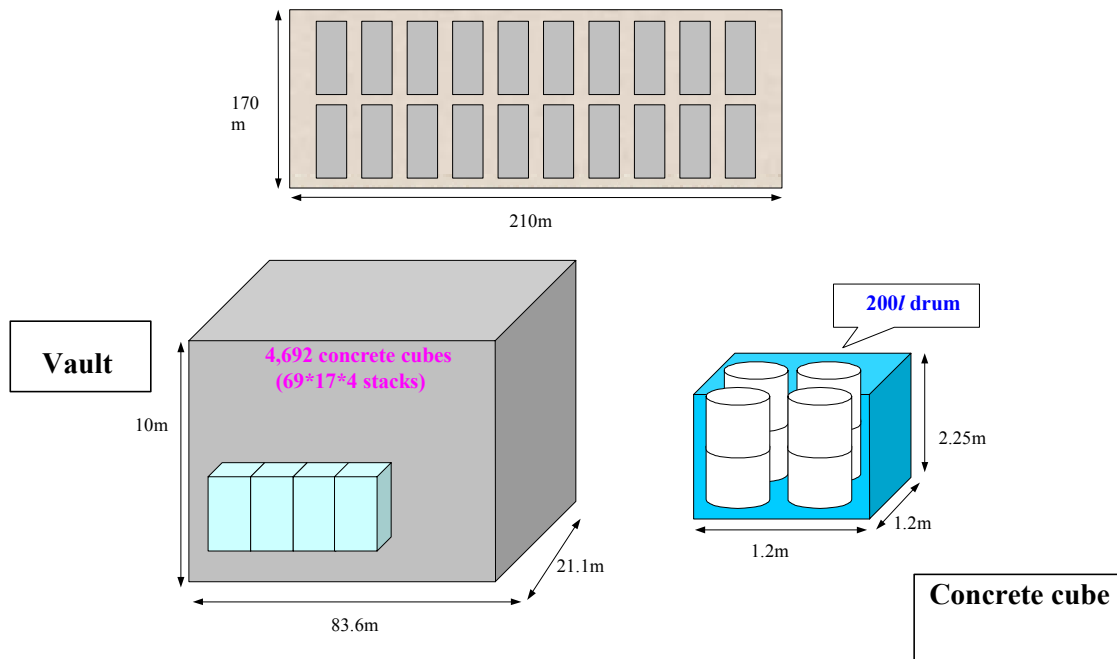 170
m
210m
200l drum
Vault
4,692 concrete cubes
(69*17*4 stacks)
10m
2.25m
1.2m
1.2m
21.1m
83.6m
Concrete cube